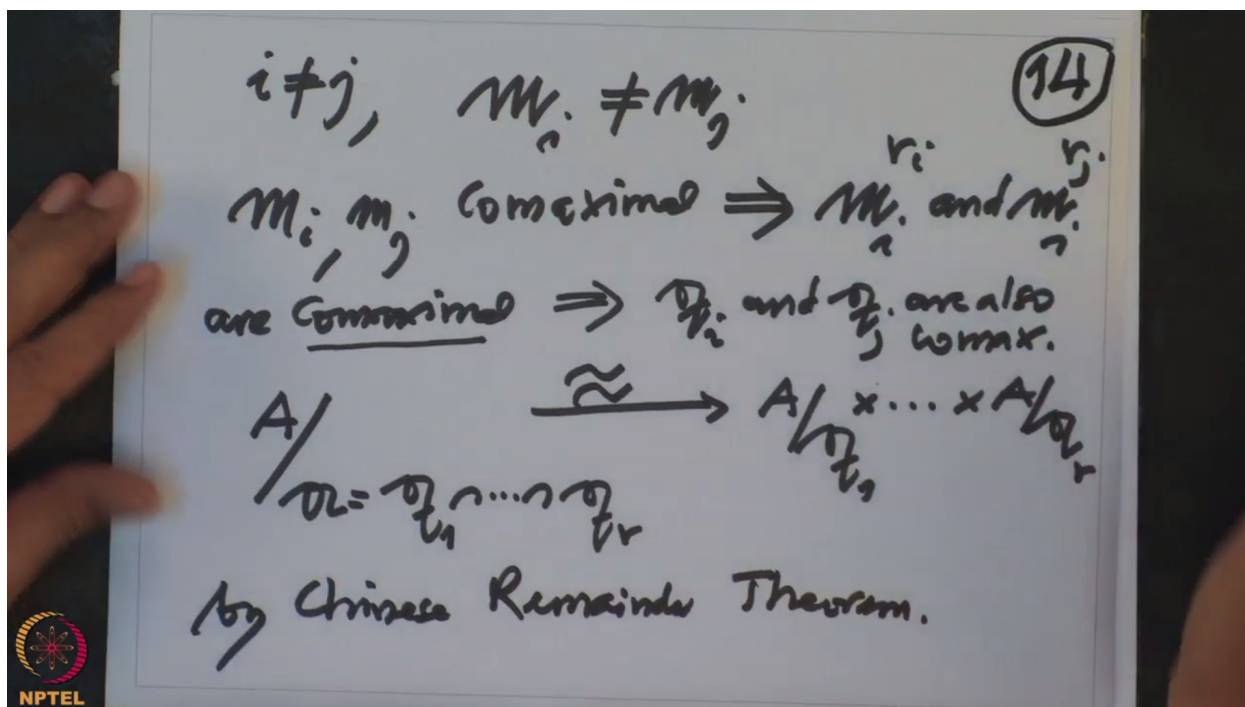 i ≠ j, 𝔪_i ≠ 𝔪_j. 14
𝔪_i, 𝔪_j Comaximal ⇒ 𝔪_i^{r_i} and 𝔪_j^{r_j}
are Comaximal ⇒ 𝔮_i and 𝔮_j are also comax.
A/𝔞 = 𝔮_1 ∩ ... ∩ 𝔮_r ≅→ A/𝔮_1 × ... × A/𝔮_r
by Chinese Remainder Theorem.
NPTEL